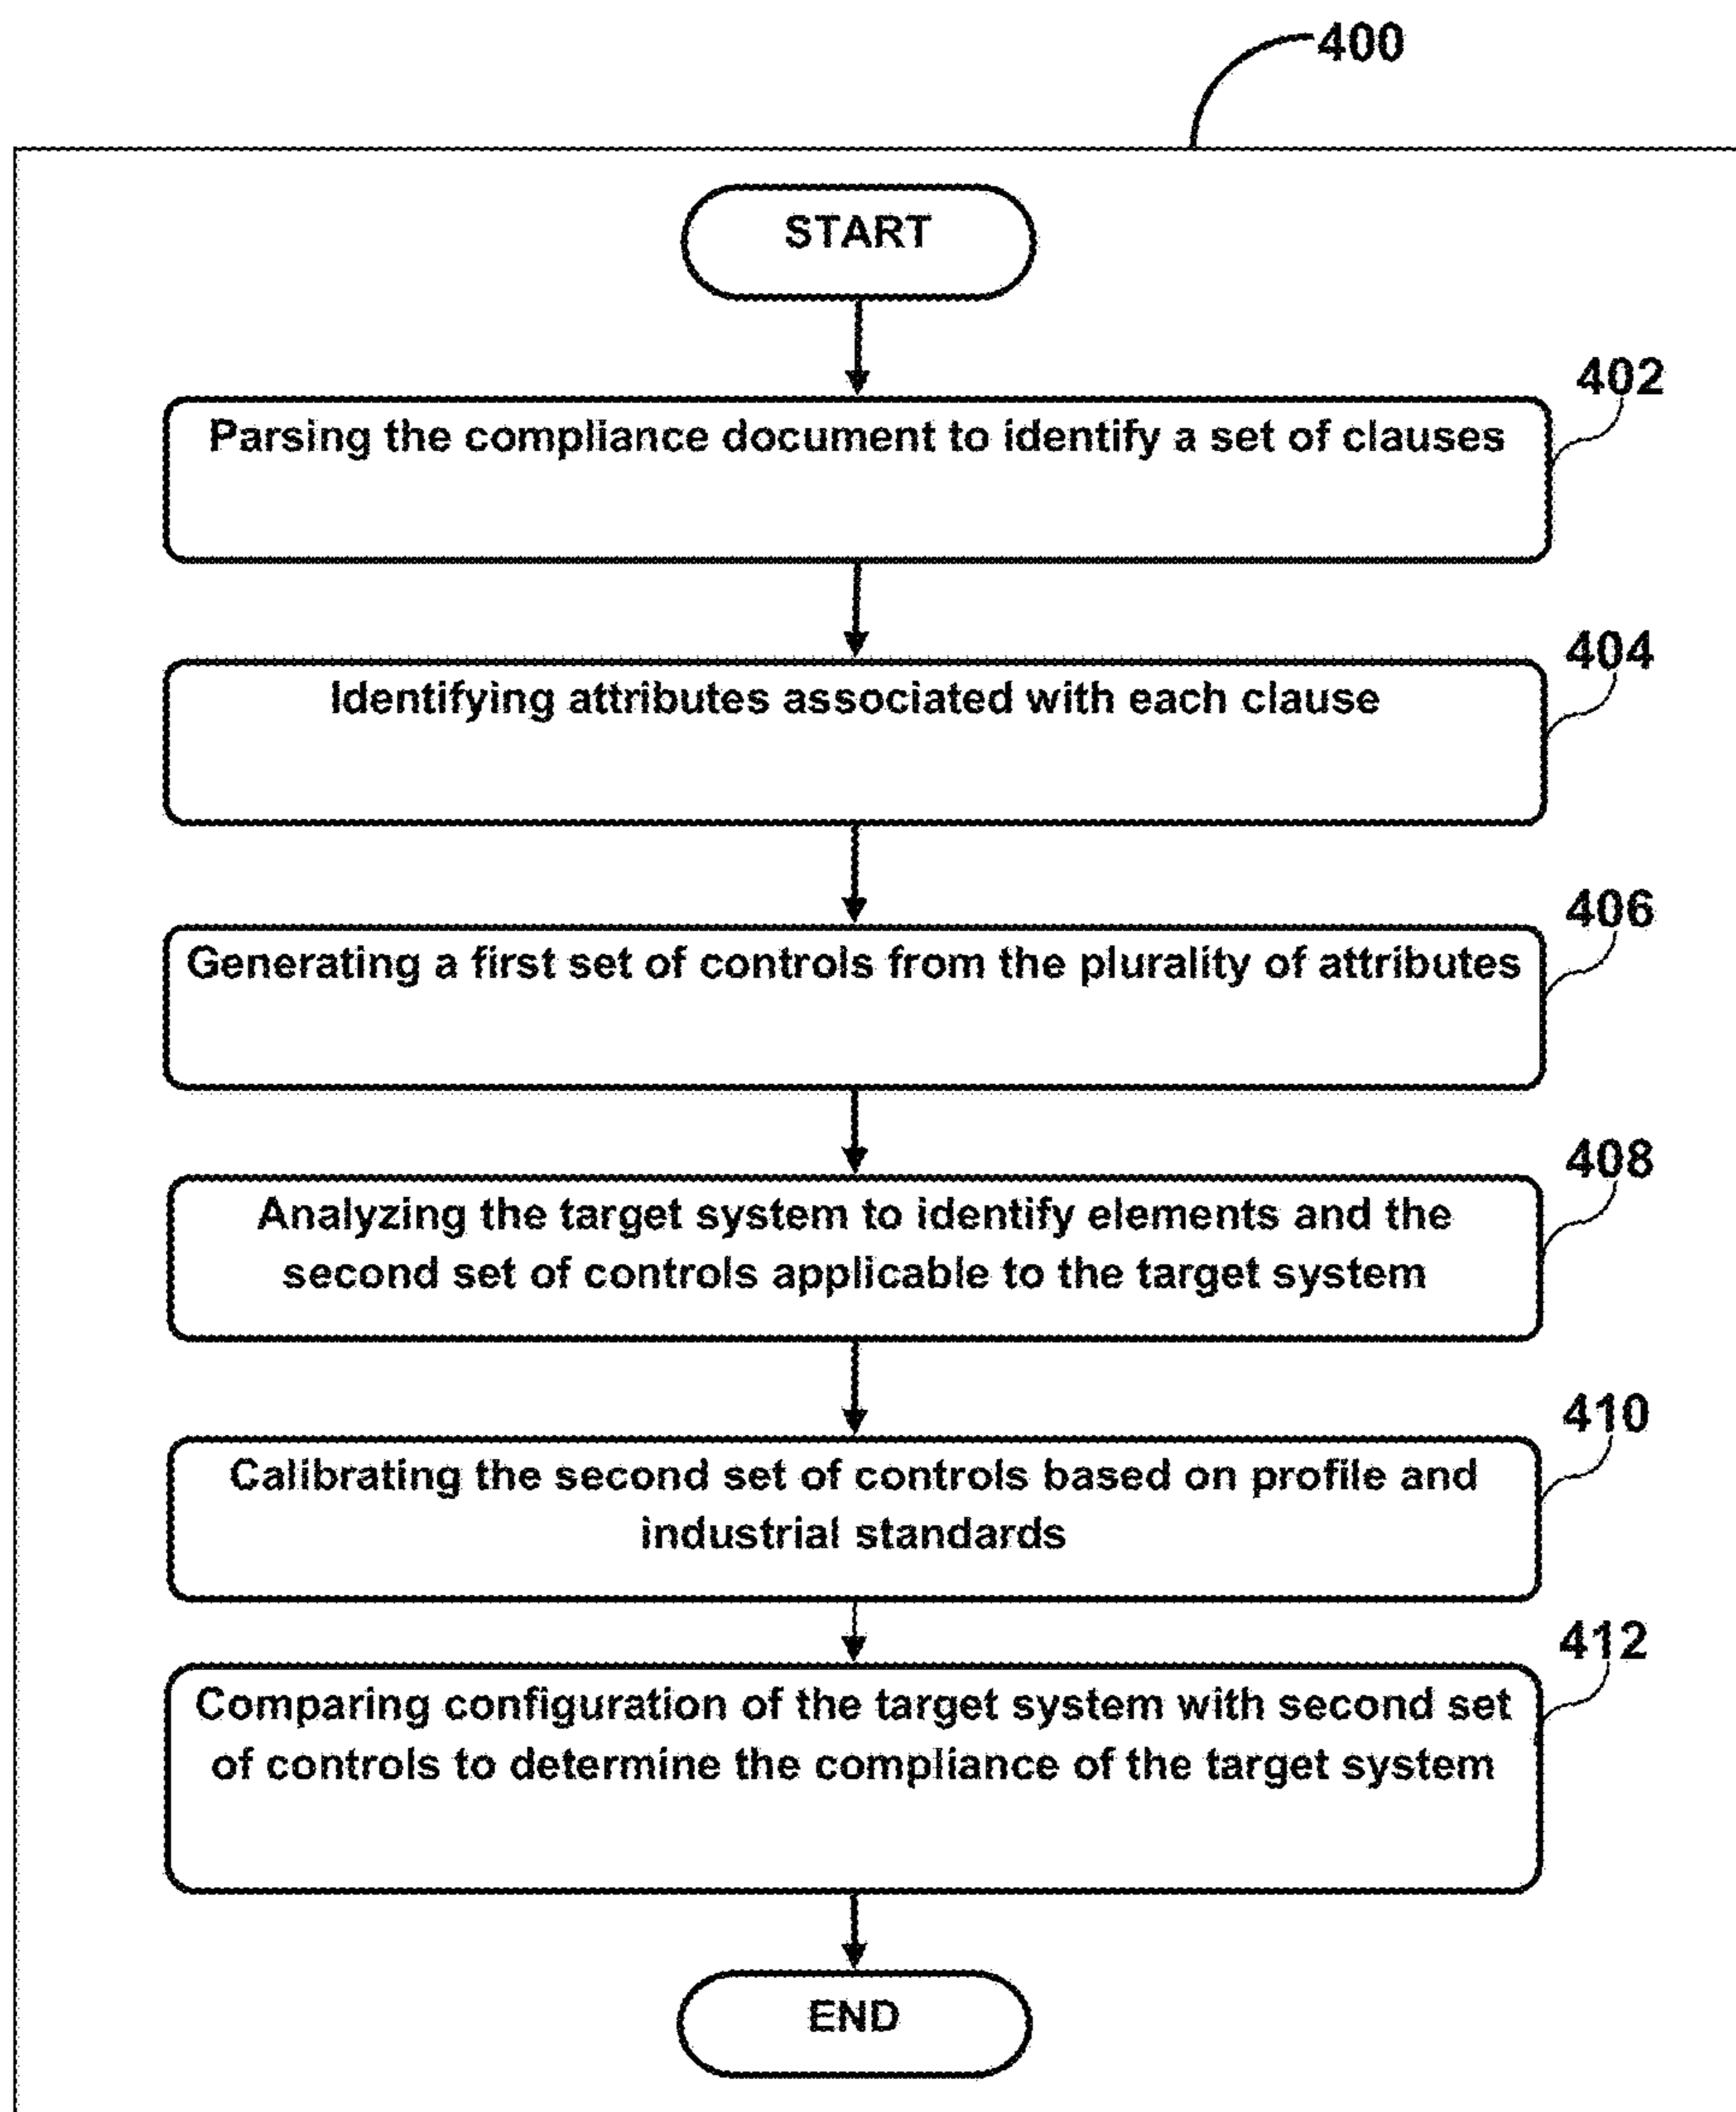 400
START
402
Parsing the compliance document to identify a set of clauses
404
Identifying attributes associated with each clause
406
Generating a first set of controls from the plurality of attributes
408
Analyzing the target system to identify elements and the
second set of controls applicable to the target system
410
Calibrating the second set of controls based on profile and
industrial standards
412
Comparing configuration of the target system with second set
of controls to determine the compliance of the target system
END